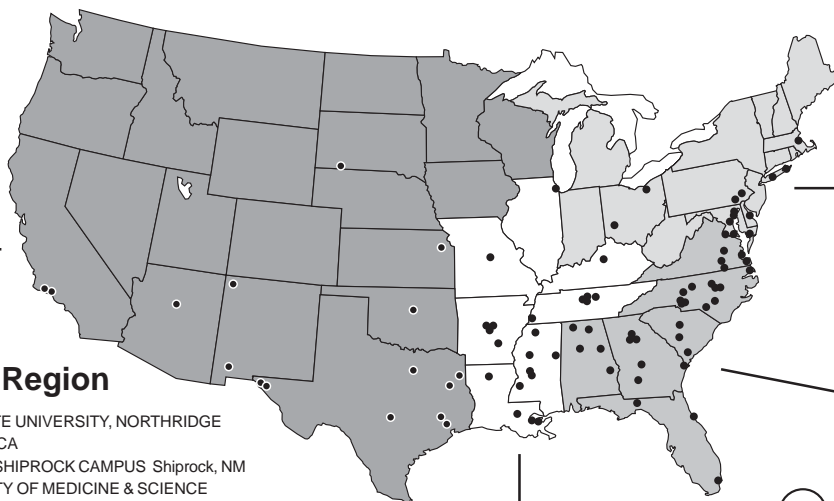 Region
TE UNIVERSITY, NORTHRIDGE
CA
SHIPROCK CAMPUS Shiprock, NM
TY OF MEDICINE & SCIENCE